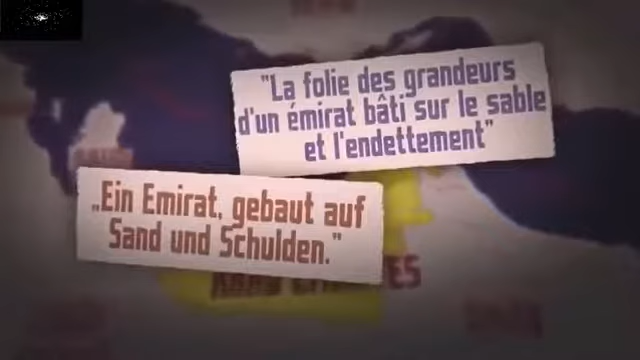 "La folie des grandeurs
d'un émirat bâti sur le sable
et l'endettement"
„Ein Emirat, gebaut auf
Sand und Schulden.”